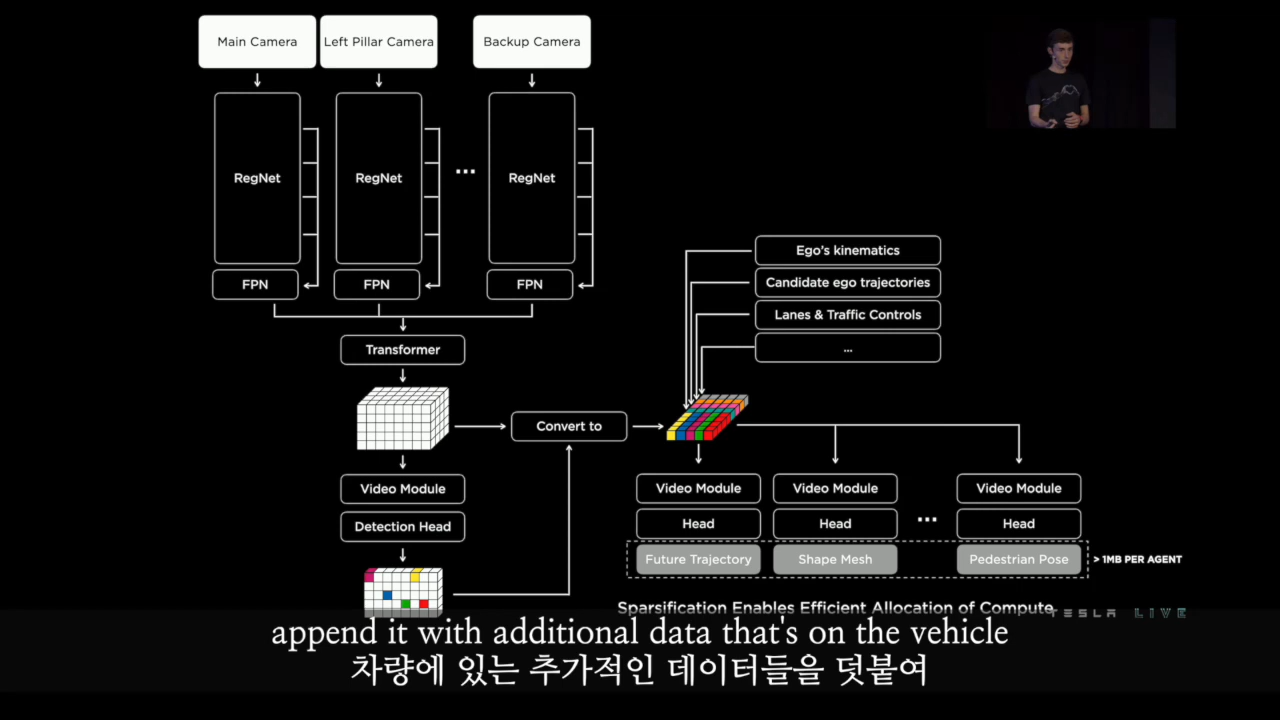 Main Camera
Left Pillar Camera
Backup Camera
RegNet
RegNet
...
RegNet
FPN
FPN
FPN
Transformer
Ego's kinematics
Candidate ego trajectories
Lanes & Traffic Controls
...
Convert to
Video Module
Detection Head
Video Module
Video Module
Video Module
Head
Head
...
Head
Future Trajectory
Shape Mesh
Pedestrian Pose
> 1MB PER AGENT
Sparsification Enables Efficient Allocation of Compute
TESLA LIVE
append it with additional data that's on the vehicle
차량에 있는 추가적인 데이터들을 덧붙여